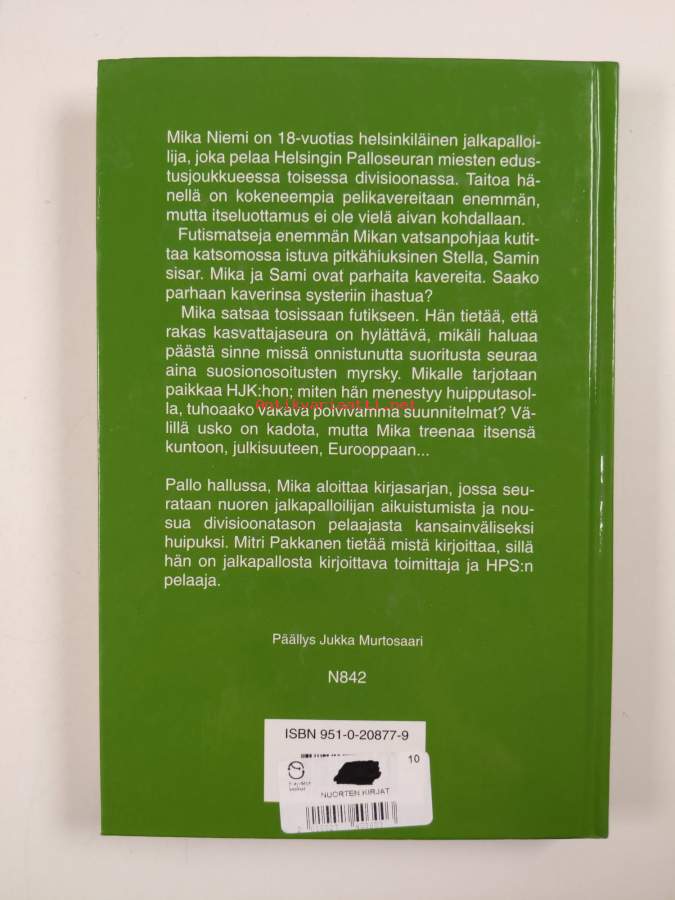 Mika Niemi on 18-vuotias helsinkiläinen jalkapalloi-
lija, joka pelaa Helsingin Palloseuran miesten edus-
tusjoukkueessa toisessa divisioonassa. Taitoa hä-
nellä on kokeneempia pelikavereitaan enemmän,
mutta itseluottamus ei ole vielä aivan kohdallaan.
Futismatseja enemmän Mikan vatsanpohjaa kutit-
taa katsomossa istuva pitkähiuksinen Stella, Samin
sisar. Mika ja Sami ovat parhaita kavereita. Saako
parhaan kaverinsa systeriin ihastua?
Mika satsaa tosissaan futikseen. Hän tietää, että
rakas kasvattajaseura on hylättävä, mikäli haluaa
päästä sinne missä onnistunutta suoritusta seuraa
aina suosionosoitusten myrsky. Mikalle tarjotaan
paikkaa HJK:hon; miten hän menestyy huipputasol-
la, tuhoaako vakava polvivamma suunnitelmat? Vä-
Antikvariaatti.net
lillä usko on kadota, mutta Mika treenaa itsensä
kuntoon, julkisuuteen, Eurooppaan...
Pallo hallussa, Mika aloittaa kirjasarjan, jossa seu-
rataan nuoren jalkapalloilijan aikuistumista ja nou-
sua divisioonatason pelaajasta kansainväliseksi
huipuksi. Mitri Pakkanen tietää mistä kirjoittaa, sillä
hän on jalkapallosta kirjoittava toimittaja ja HPS:n
pelaaja.
Päällys Jukka Murtosaari
N842
ISBN 951-0-20877-9
10
NUORTEN KIRJAT